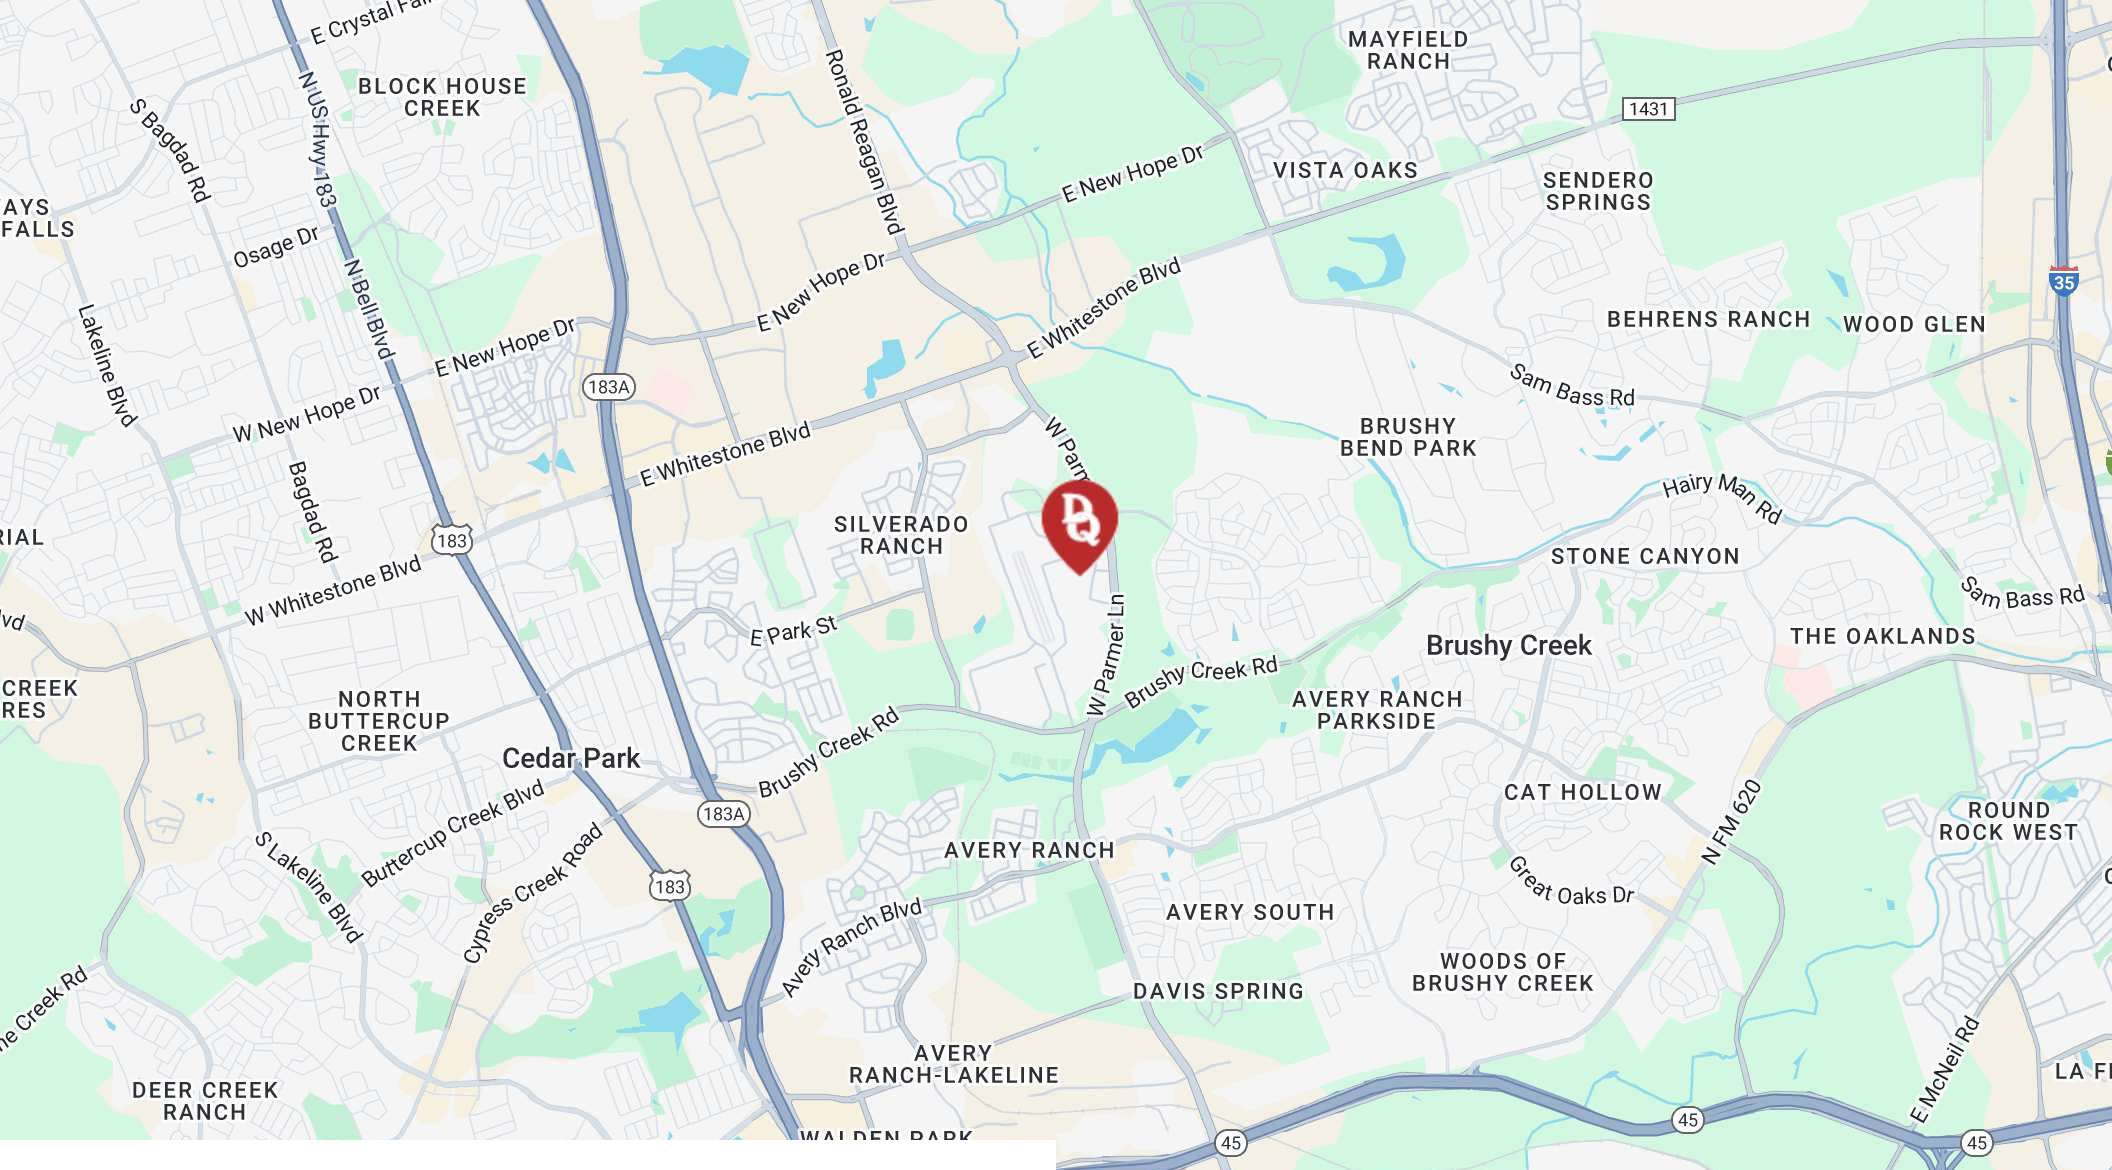 E Crystal Fall
MAYFIELD
RANCH
BLOCK HOUSE
CREEK
N US Hwy 183
S Bagdad Rd
Ronald Reagan Blvd
1431
E New Hope Dr
VISTA OAKS
SENDERO
SPRINGS
AYS
FALLS
Osage Dr
N Bell Blvd
E New Hope Dr
E Whitestone Blvd
35
Lakeline Blvd
E New Hope Dr
BEHRENS RANCH
WOOD GLEN
183A
Sam Bass Rd
W New Hope Dr
W Parm
BRUSHY
BEND PARK
E Whitestone Blvd
Bagdad Rd
Hairy Man Rd
DQ
SILVERADO
RANCH
RIAL
183
STONE CANYON
W Whitestone Blvd
Sam Bass Rd
lvd
E Park St
W Parmer Ln
Brushy Creek
THE OAKLANDS
CREEK
RES
Brushy Creek Rd
NORTH
BUTTERCUP
CREEK
AVERY RANCH
PARKSIDE
Brushy Creek Rd
Cedar Park
Buttercup Creek Blvd
183A
CAT HOLLOW
N FM 620
ROUND
ROCK WEST
S Lakeline Blvd
Cypress Creek Road
AVERY RANCH
183
Great Oaks Dr
Avery Ranch Blvd
AVERY SOUTH
WOODS OF
BRUSHY CREEK
ne Creek Rd
DAVIS SPRING
E McNeil Rd
AVERY
RANCH-LAKELINE
LA F
DEER CREEK
RANCH
WALDEN PARK
45
45
45